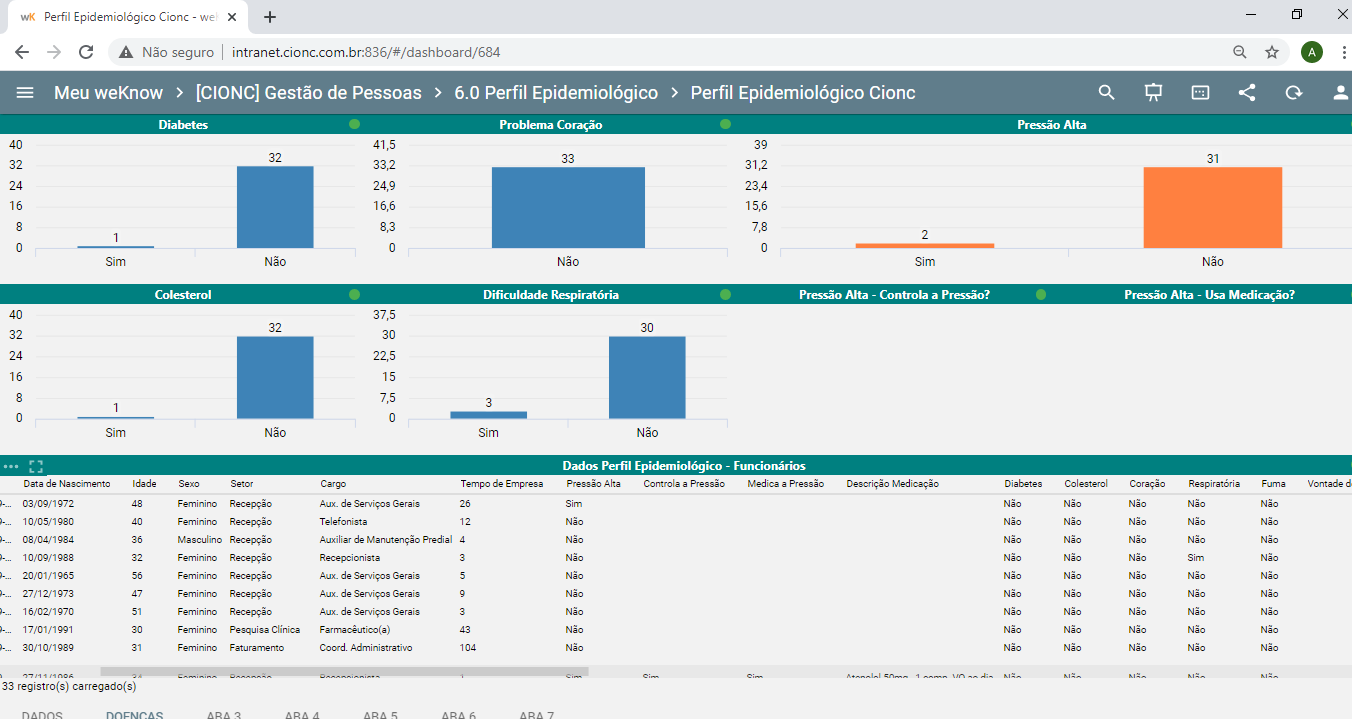 wK Perfil Epidemiológico Cionc - we
Não seguro intranet.cionc.com.br:836/#/dashboard/684 A
Meu weKnow > [CIONC] Gestão de Pessoas > 6.0 Perfil Epidemiológico > Perfil Epidemiológico Cionc
Diabetes Problema Coração Pressão Alta
40 41,5 39
32 33 31
32 33,2 31,2
24 24,9 23,4
16 16,6 15,6
8 1 8,3 7,8 2
0 0 0
Sim Não Não Sim Não
Colesterol Dificuldade Respiratória Pressão Alta - Controla a Pressão? Pressão Alta - Usa Medicação?
40 37,5
32 30
32 30
24 22,5
16 15
8 1 7,5 3
0 0
Sim Não Sim Não
Dados Perfil Epidemiológico - Funcionários
Data de Nascimento Idade Sexo Setor Cargo Tempo de Empresa Pressão Alta Controla a Pressão Medica a Pressão Descrição Medicação Diabetes Colesterol Coração Respiratória Fuma Vontade d
03/09/1972 48 Feminino Recepção Aux. de Serviços Gerais 26 Sim Não Não Não Não Não
10/05/1980 40 Feminino Recepção Telefonista 12 Não Não Não Não Não Não
08/04/1984 36 Masculino Recepção Auxiliar de Manutenção Predial 4 Não Não Não Não Não Não
10/09/1988 32 Feminino Recepção Recepcionista 3 Não Não Não Não Sim Não
20/01/1965 56 Feminino Recepção Aux. de Serviços Gerais 5 Não Não Não Não Não Não
27/12/1973 47 Feminino Recepção Aux. de Serviços Gerais 9 Não Não Não Não Não Não
16/02/1970 51 Feminino Recepção Aux. de Serviços Gerais 3 Não Não Não Não Não Não
17/01/1991 30 Feminino Pesquisa Clínica Farmacêutico(a) 43 Não Não Não Não Não Não
30/10/1989 31 Feminino Faturamento Coord. Administrativo 104 Não Não Não Não Não Não
27/11/1986 34 Feminino Recepção Recepcionista 1 Sim Sim Sim Atenolol 50mg - 1 comp. VO ao dia Não Não Não Não Não
33 registro(s) carregado(s)
DADOS DOENÇAS ABA 3 ABA 4 ABA 5 ABA 6 ABA 7